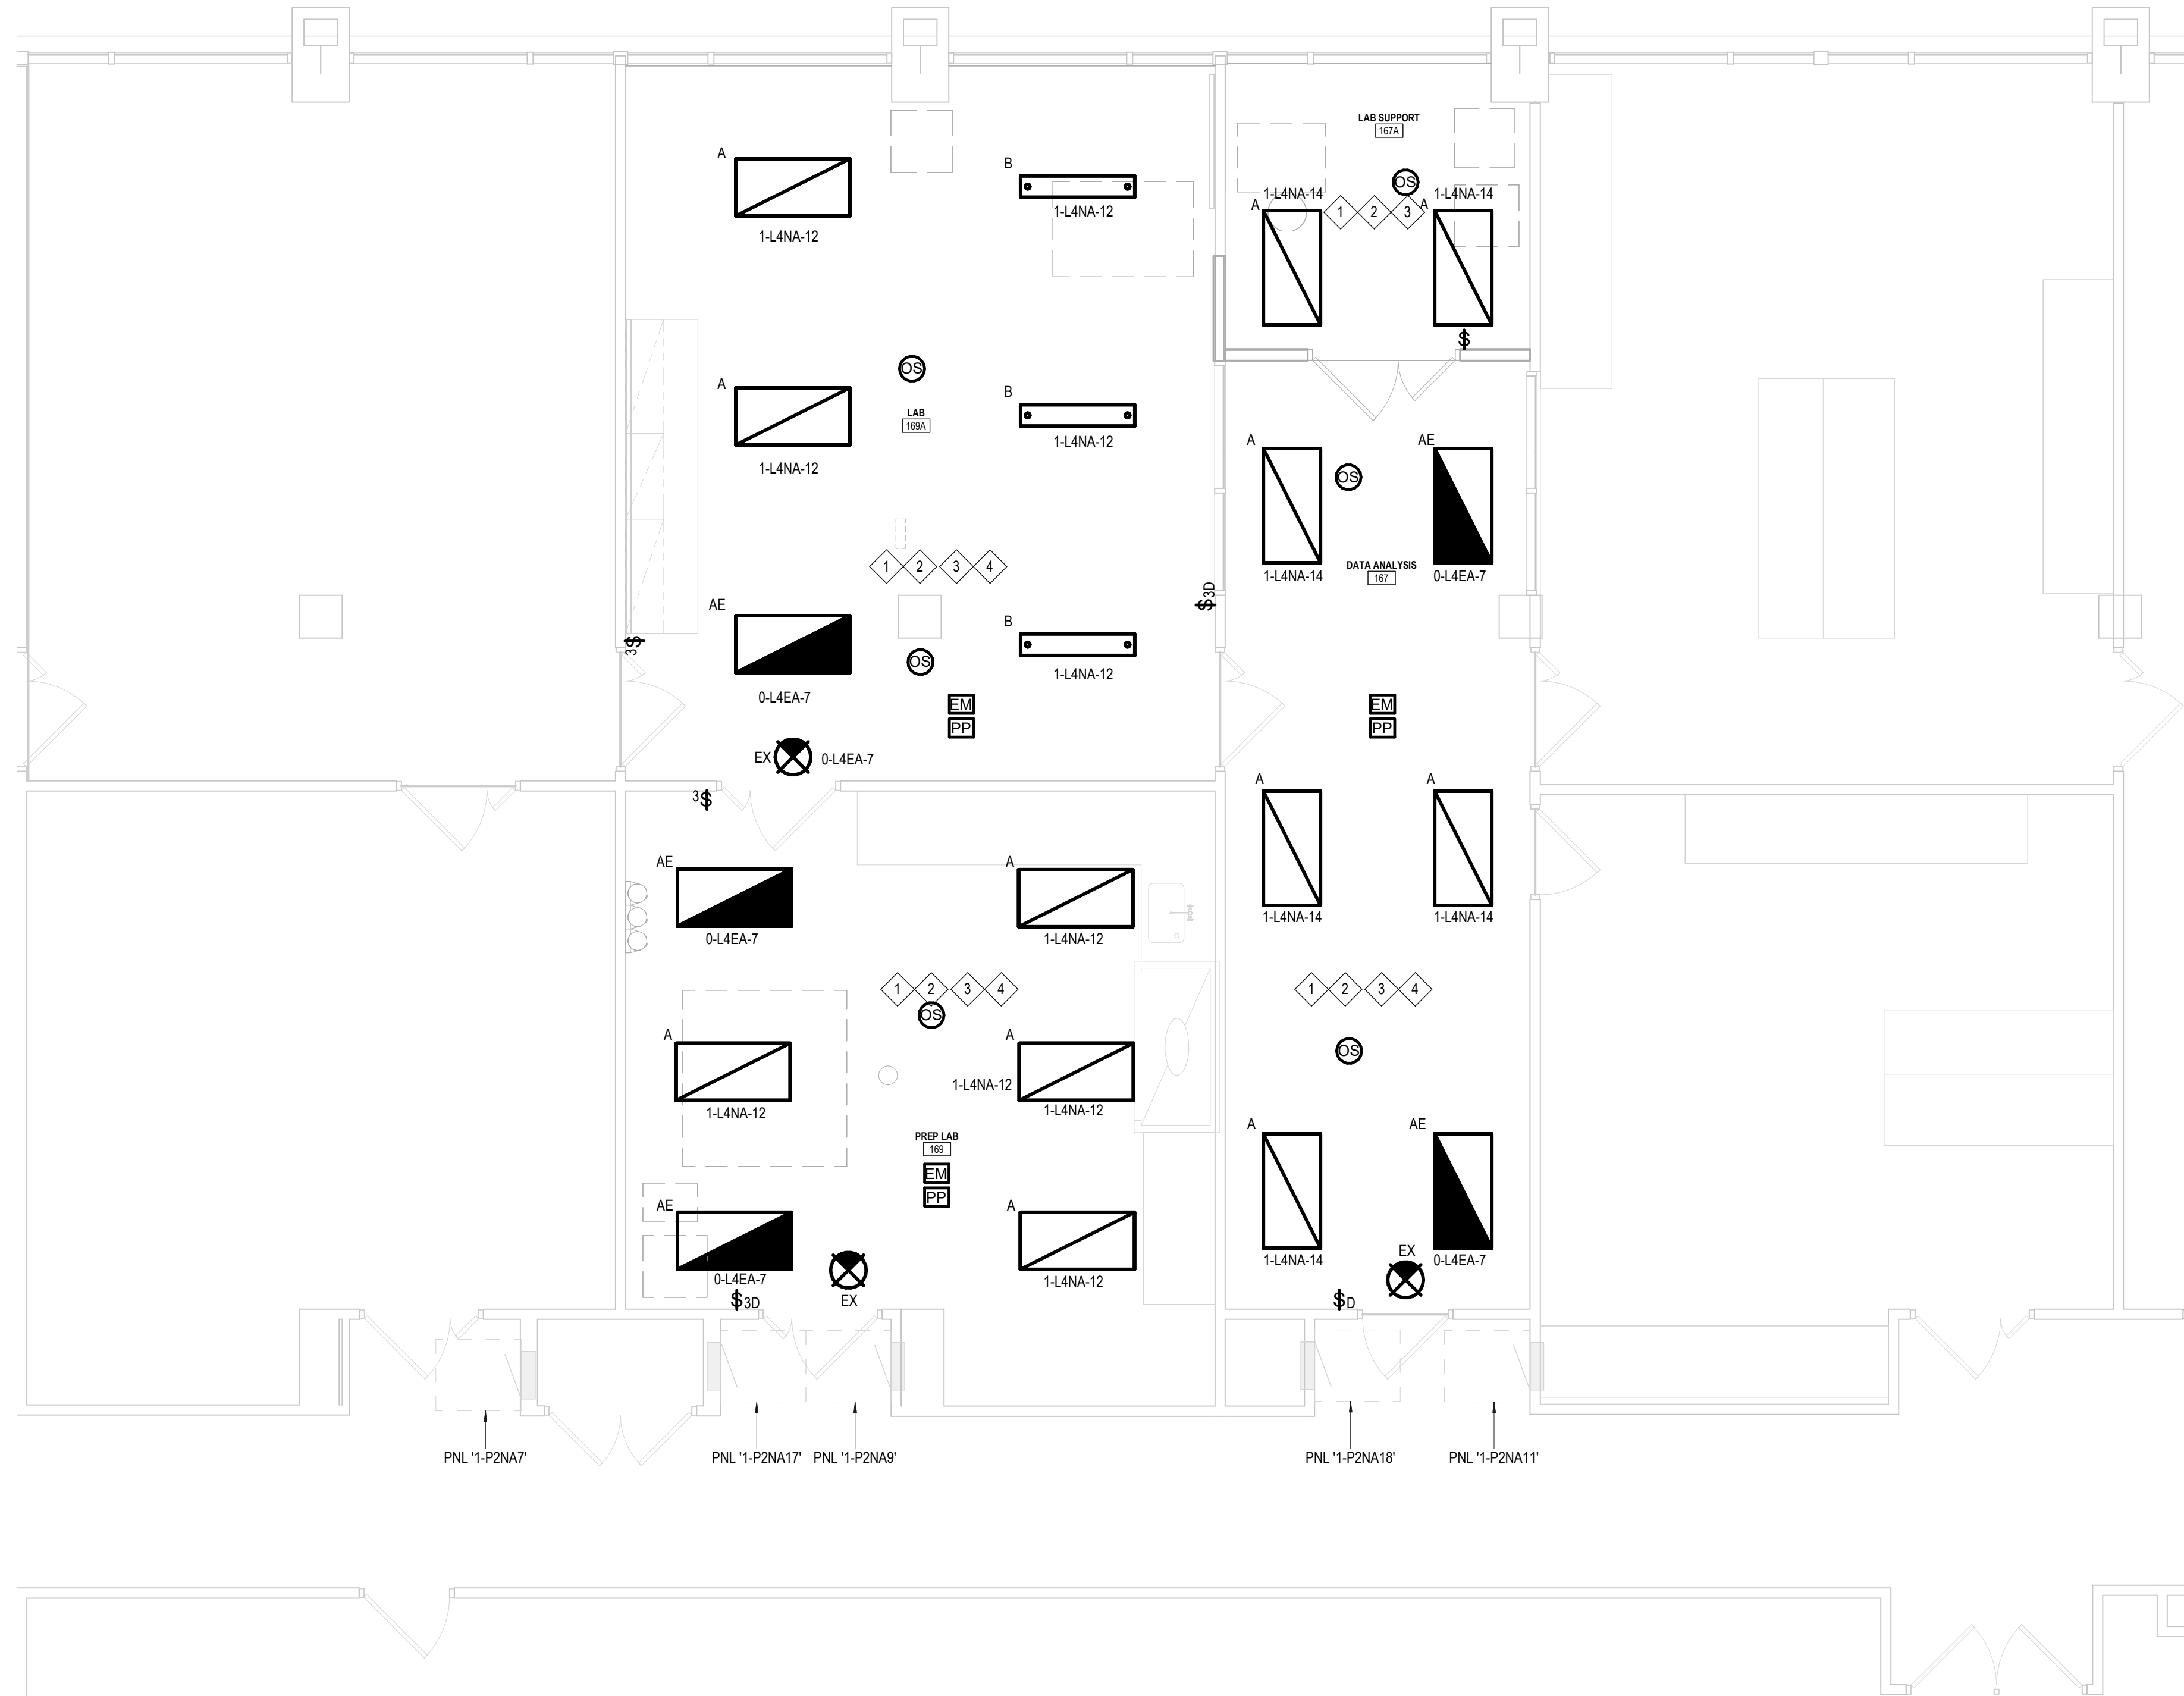 LAB SUPPORT
167A
A
B
OS
1-L4NA-14
1-L4NA-14
A
1
2
3
A
1-L4NA-12
1-L4NA-12
$
OS
A
B
LAB
169A
1-L4NA-12
1-L4NA-12
A
AE
OS
1
2
3
4
DATA ANALYSIS
167
1-L4NA-14
0-L4EA-7
$3D
AE
B
3$
OS
1-L4NA-12
0-L4EA-7
EM
PP
EM
PP
EX
0-L4EA-7
3$
A
A
AE
A
1-L4NA-14
1-L4NA-14
0-L4EA-7
1-L4NA-12
1
2
3
4
OS
1
2
3
4
OS
A
A
1-L4NA-12
1-L4NA-12
1-L4NA-12
PREP LAB
169
EM
PP
A
AE
AE
A
1-L4NA-14
EX
0-L4EA-7
0-L4EA-7
1-L4NA-12
$3D
EX
$D
PNL '1-P2NA7'
PNL '1-P2NA17'
PNL '1-P2NA9'
PNL '1-P2NA18'
PNL '1-P2NA11'